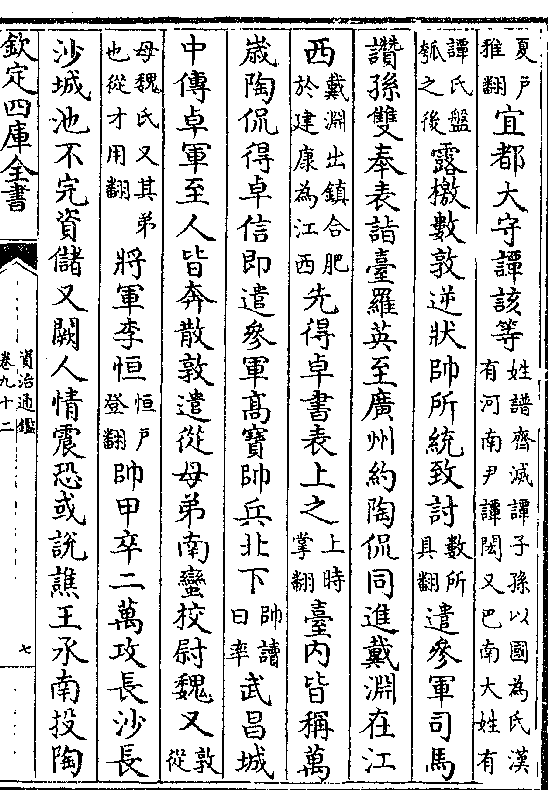 夏戸
雅翻宜都大守譚該等姓譜齊滅譚子孫以國為氏漢
有河南尹譚閎又巴南大姓有
譚氏盤
瓠之後露檄數敦逆狀帥所統致討數所
具翻遣參軍司馬
讚孫雙奉表詣臺羅英至廣州約陶侃同進戴淵在江
西戴淵出鎮合肥
於建康為江西先得卓書表上之上時
掌翻臺内皆稱萬
歳陶侃得卓信即遣參軍髙寶帥兵北下帥讀
曰率武昌城
中傳卓軍至人皆奔散敦遣從母弟南蠻校尉魏乂敦
從
母魏氏乂其弟
也從才用翻將軍李恒恒戸
登翻帥甲卒二萬攻長沙長
沙城池不完資儲又闕人情震恐或説譙王氶南投陶
欽定四庫全書
資治通鑑
卷九十二
七